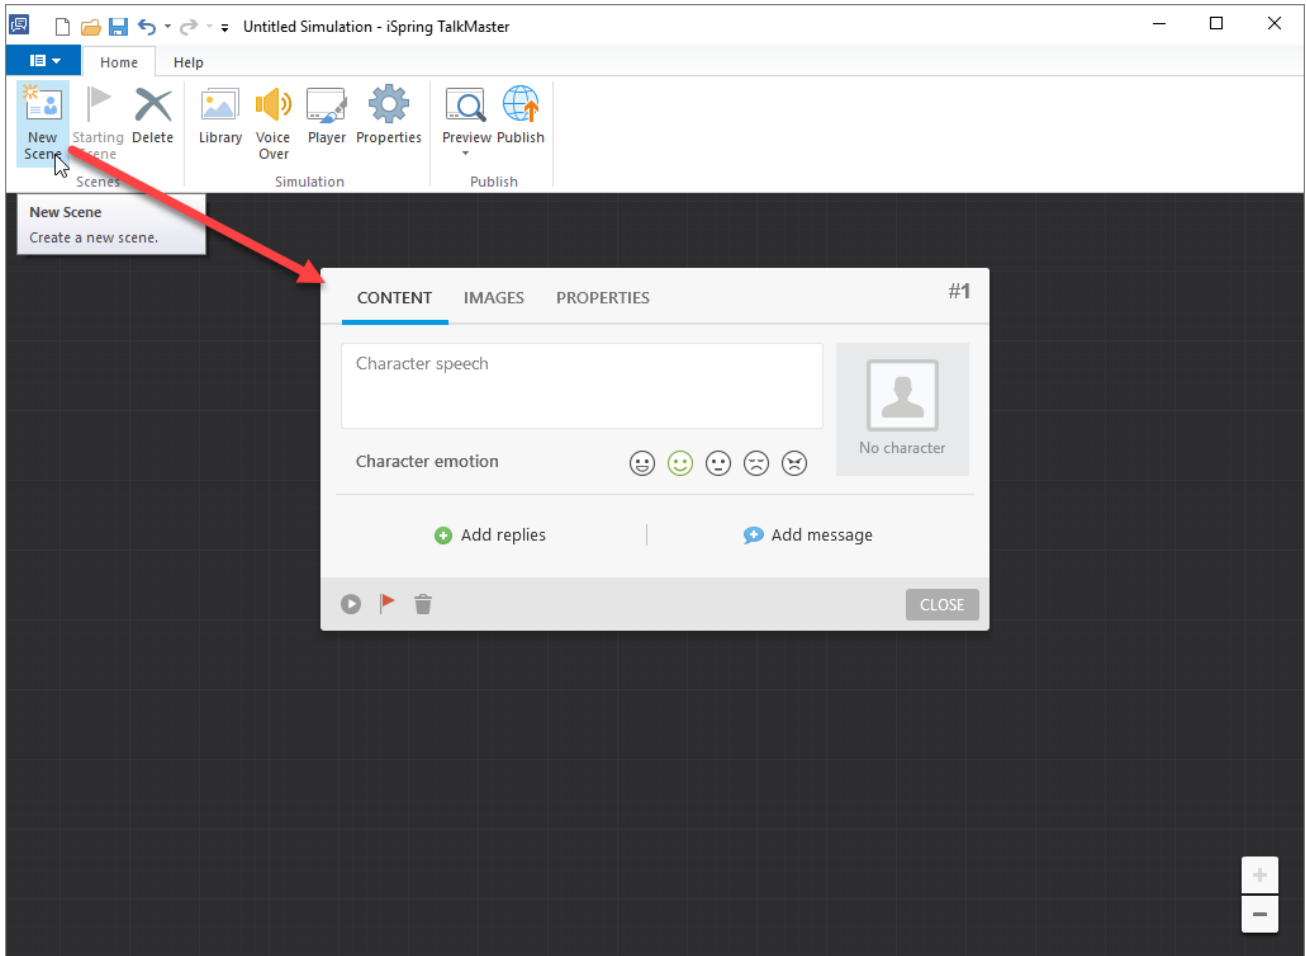 Untitled Simulation - iSpring TalkMaster
Home Help
New Scene
Starting Scene
Delete
Library
Voice Over
Player
Properties
Preview
Publish
Scenes
Simulation
Publish
New Scene
Create a new scene.
CONTENT IMAGES PROPERTIES #1
Character speech
No character
Character emotion
Add replies Add message
CLOSE